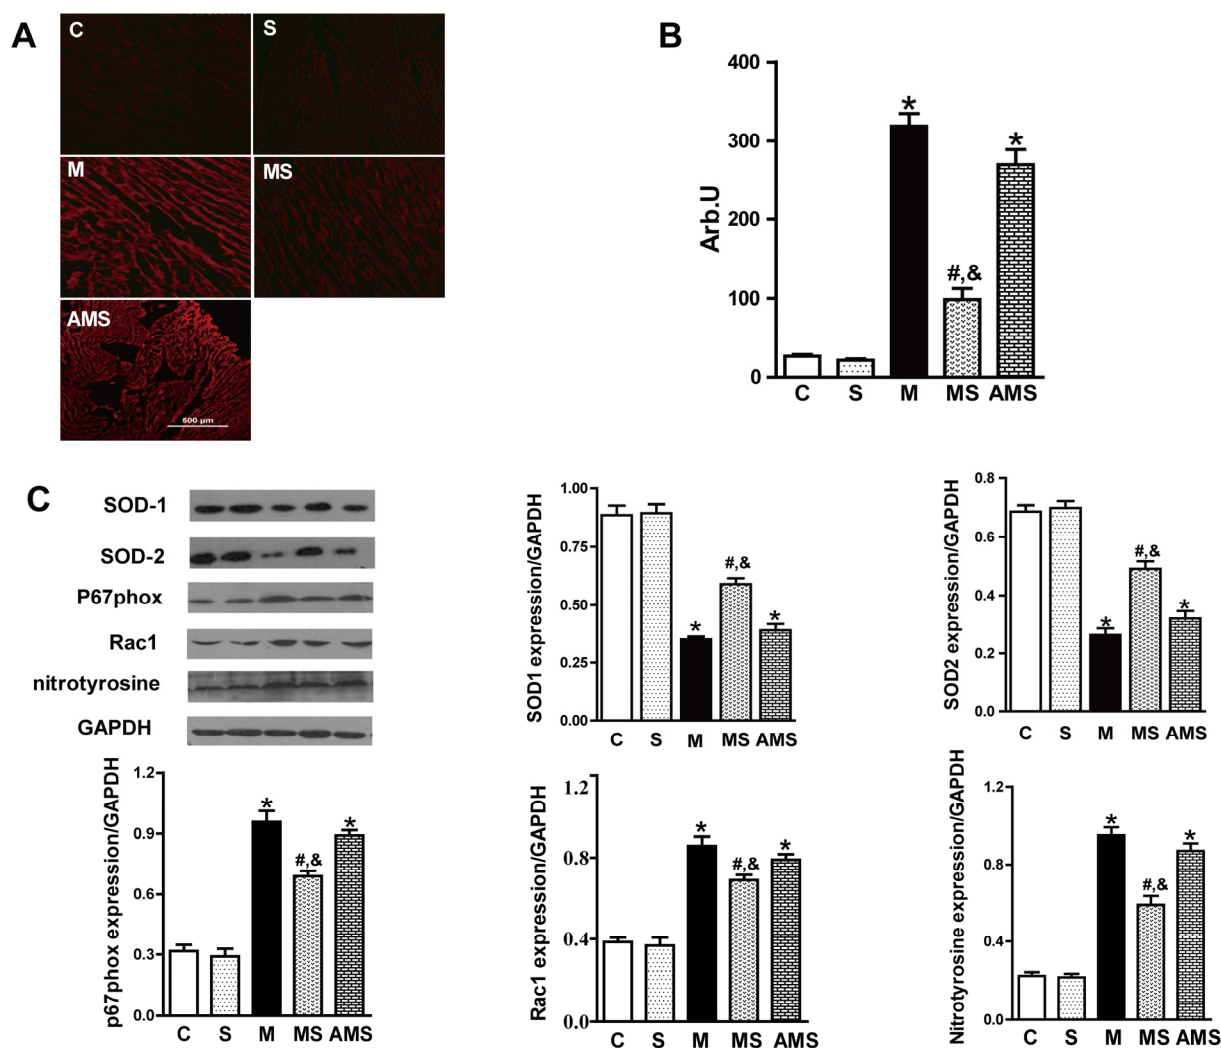 A
C
S
M
MS
AMS
500 µm
B
Arb.U
400
300
200
100
0
*
#,&
*
C S M MS AMS
C
SOD-1
SOD-2
P67phox
Rac1
nitrotyrosine
GAPDH
SOD1 expression/GAPDH
1.00
0.75
0.50
0.25
0.00
*
#,&
*
C S M MS AMS
SOD2 expression/GAPDH
0.8
0.6
0.4
0.2
0.0
*
#,&
*
C S M MS AMS
p67phox expression/GAPDH
1.2
0.9
0.6
0.3
0.0
*
#,&
*
C S M MS AMS
Rac1 expression/GAPDH
1.2
0.8
0.4
0.0
*
#,&
*
C S M MS AMS
Nitrotyrosine expression/GAPDH
1.2
0.8
0.4
0.0
*
#,&
*
C S M MS AMS